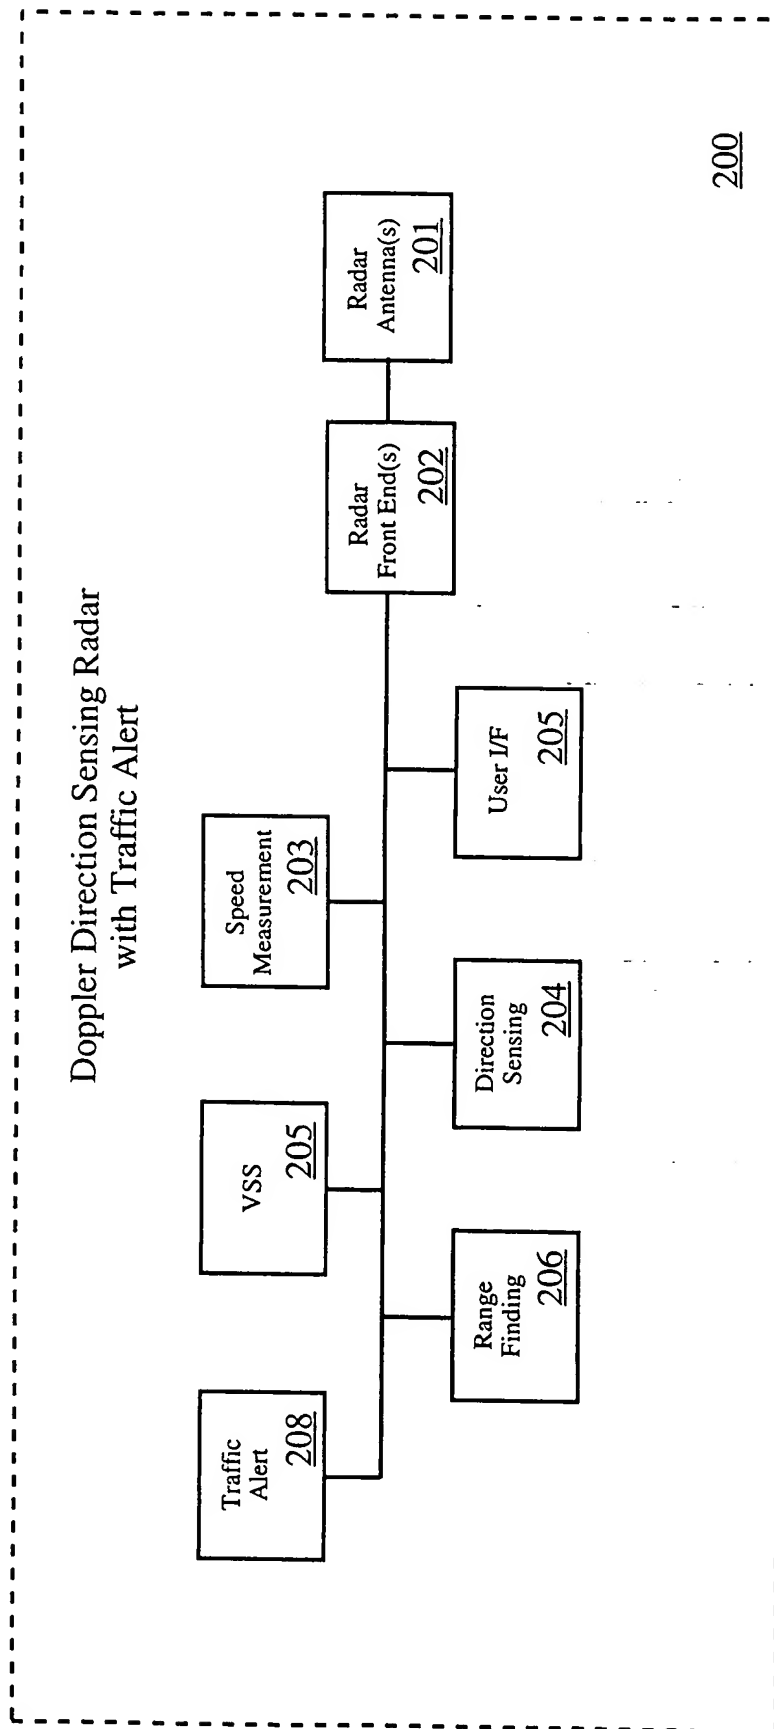 Doppler Direction Sensing Radar
with Traffic Alert
Traffic
Alert
208
VSS
205
Speed
Measurement
203
Radar
Front End(s)
202
Radar
Antenna(s)
201
Range
Finding
206
Direction
Sensing
204
User I/F
205
200